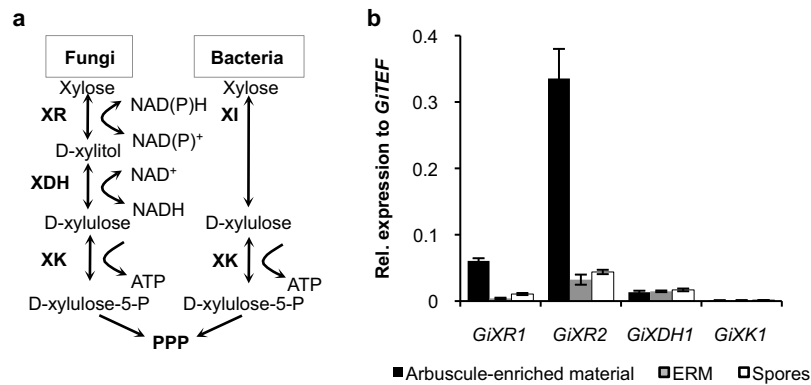 a
Fungi
Bacteria
Xylose
Xylose
XR
NAD(P)H
XI
NAD(P)+
D-xylitol
NAD+
XDH
NADH
D-xylulose
D-xylulose
XK
XK
ATP
ATP
D-xylulose-5-P
D-xylulose-5-P
PPP
b
Rel. expression to GiTEF
0.4
0.3
0.2
0.1
0
GiXR1
GiXR2
GiXDH1
GiXK1
Arbuscule-enriched material
ERM
Spores